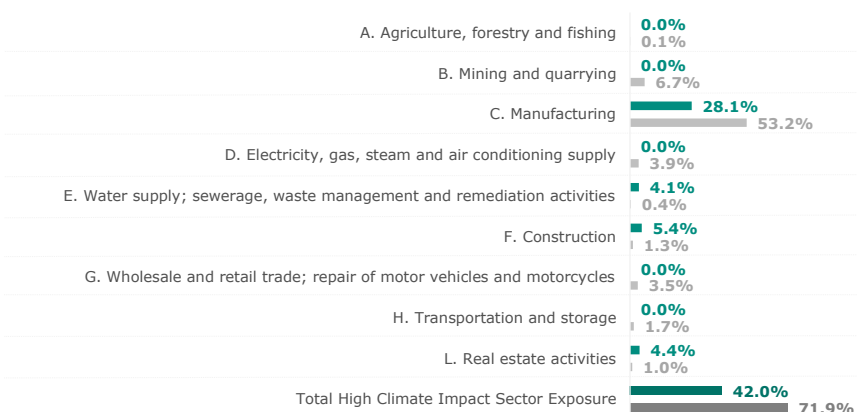 A. Agriculture, forestry and fishing
0.0%
0.1%
B. Mining and quarrying
0.0%
6.7%
C. Manufacturing
28.1%
53.2%
D. Electricity, gas, steam and air conditioning supply
0.0%
3.9%
E. Water supply; sewerage, waste management and remediation activities
4.1%
0.4%
F. Construction
5.4%
1.3%
G. Wholesale and retail trade; repair of motor vehicles and motorcycles
0.0%
3.5%
H. Transportation and storage
0.0%
1.7%
L. Real estate activities
4.4%
1.0%
Total High Climate Impact Sector Exposure
42.0%
71.9%